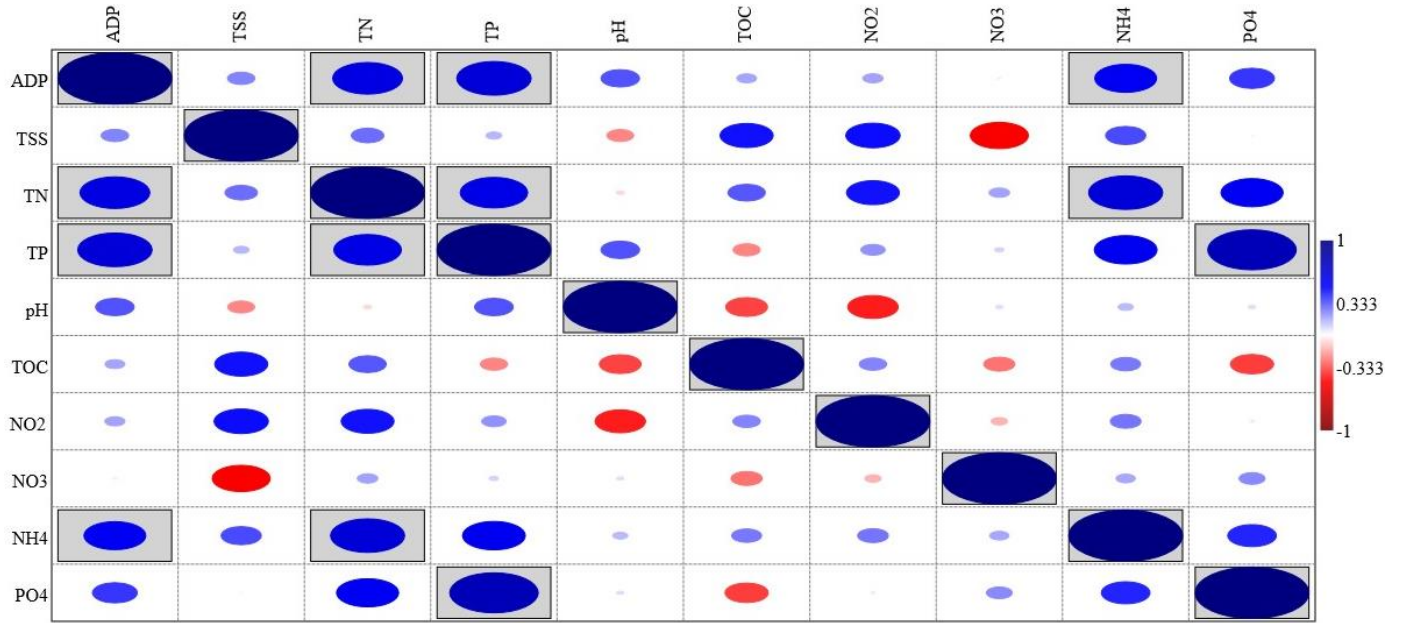 ADP TSS TN TP pH TOC NO2 NO3 NH4 PO4
ADP
TSS
TN
TP
pH
TOC
NO2
NO3
NH4
PO4
1
0.333
-0.333
-1